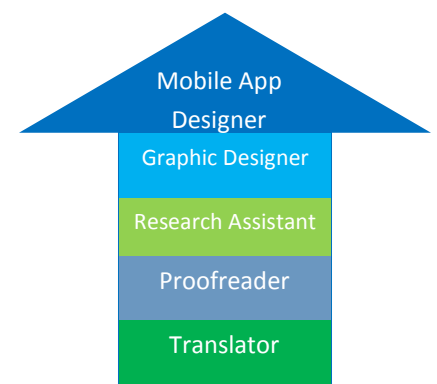 Mobile App
Designer
Graphic Designer
Research Assistant
Proofreader
Translator